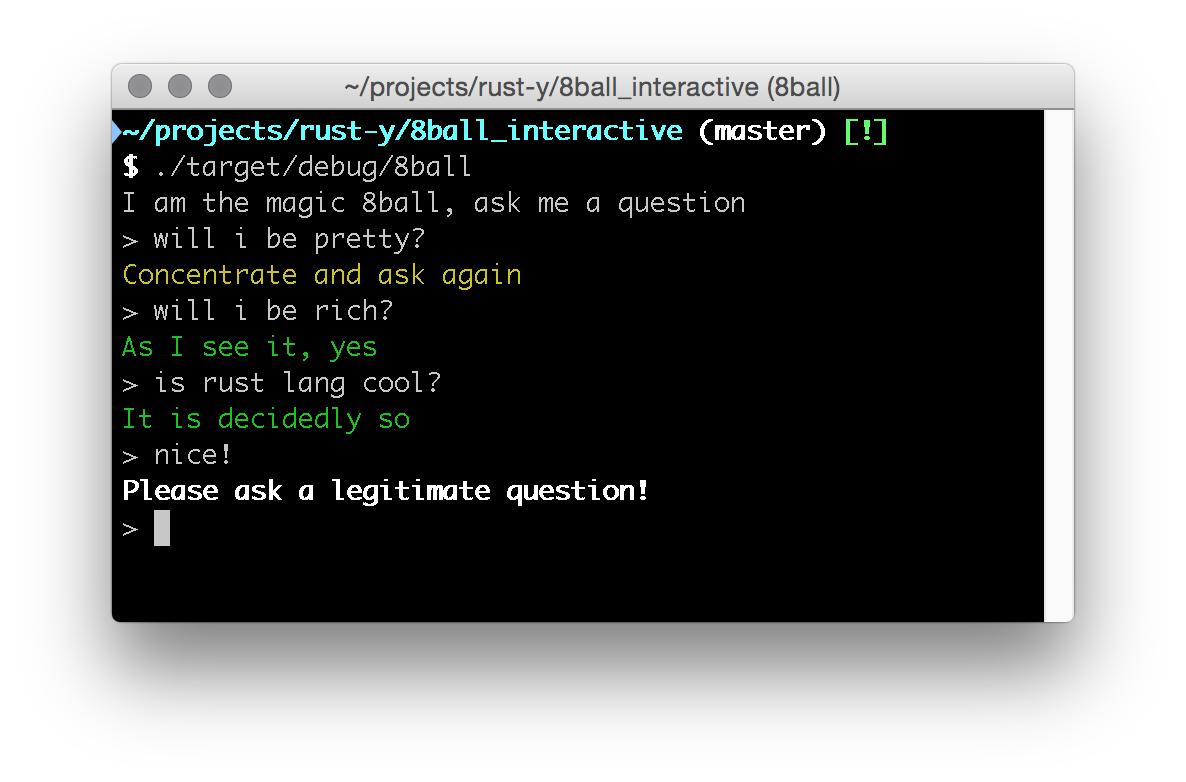 ~/projects/rust-y/8ball_interactive (8ball)
~/projects/rust-y/8ball_interactive (master) [!]
$ ./target/debug/8ball
I am the magic 8ball, ask me a question
> will i be pretty?
Concentrate and ask again
> will i be rich?
As I see it, yes
> is rust lang cool?
It is decidedly so
> nice!
Please ask a legitimate question!
>